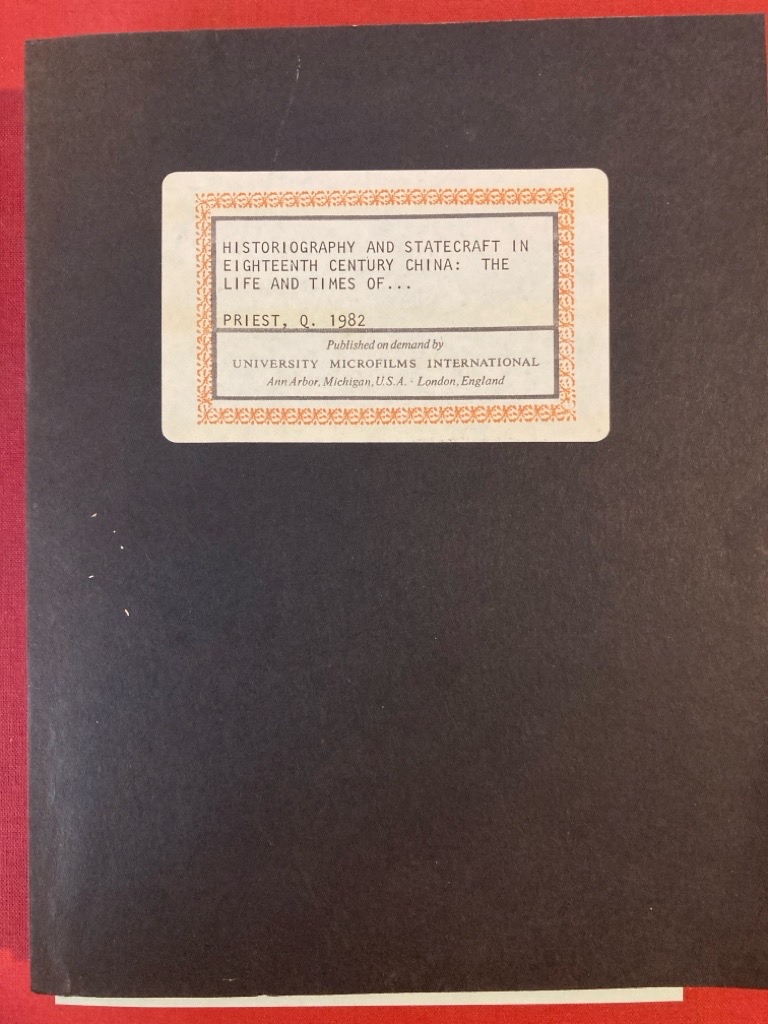 HISTORIOGRAPHY AND STATECRAFT IN
EIGHTEENTH CENTURY CHINA: THE
LIFE AND TIMES OF...
PRIEST, Q. 1982
Published on demand by
UNIVERSITY MICROFILMS INTERNATIONAL
Ann Arbor, Michigan, U.S.A. · London, England